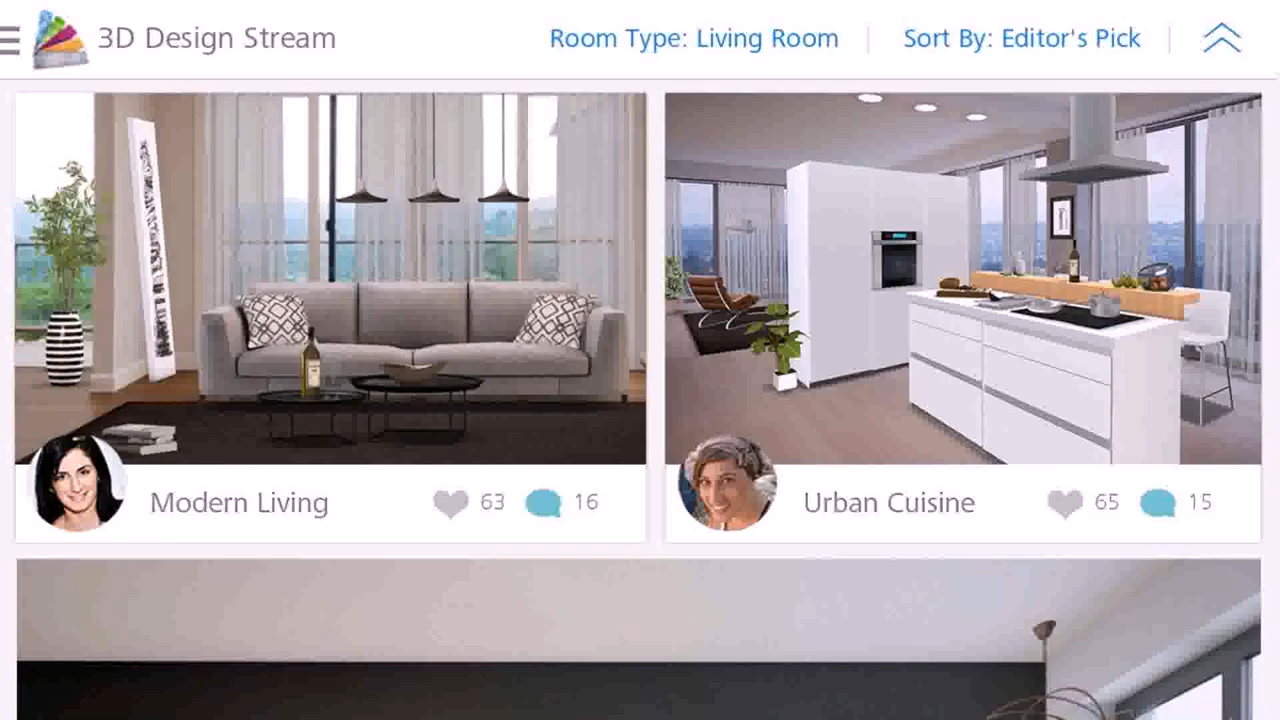 3D Design Stream
Room Type: Living Room
Sort By: Editor's Pick
Modern Living
63
16
Urban Cuisine
65
15